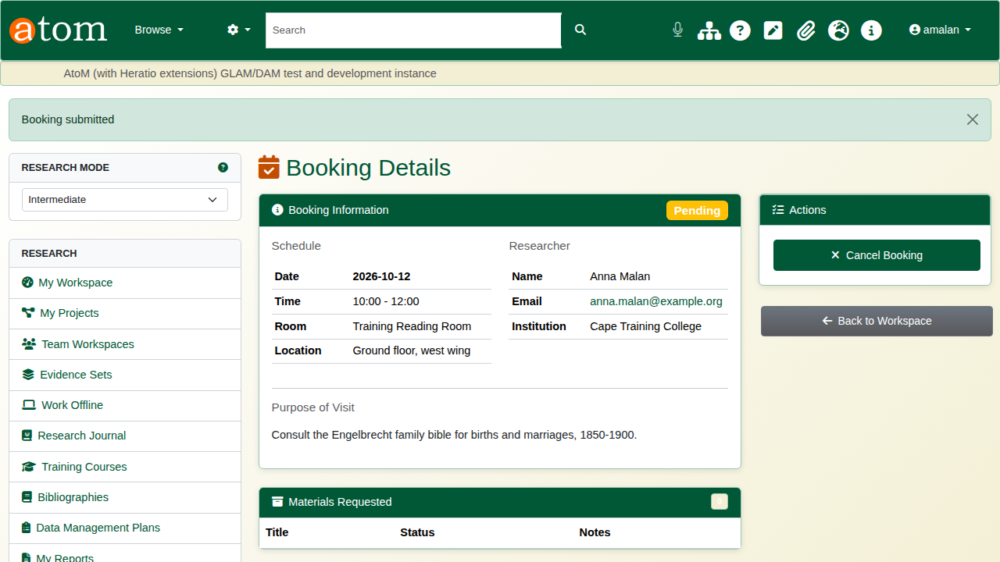 atom
Browse
Search
amalan
AtoM (with Heratio extensions) GLAM/DAM test and development instance
Booking submitted
RESEARCH MODE
Intermediate
RESEARCH
My Workspace
My Projects
Team Workspaces
Evidence Sets
Work Offline
Research Journal
Training Courses
Bibliographies
Data Management Plans
My Reports
Booking Details
Booking Information
Pending
Schedule
Date 2026-10-12
Time 10:00 - 12:00
Room Training Reading Room
Location Ground floor, west wing
Researcher
Name Anna Malan
Email anna.malan@example.org
Institution Cape Training College
Purpose of Visit
Consult the Engelbrecht family bible for births and marriages, 1850-1900.
Materials Requested
Title Status Notes
Actions
Cancel Booking
Back to Workspace